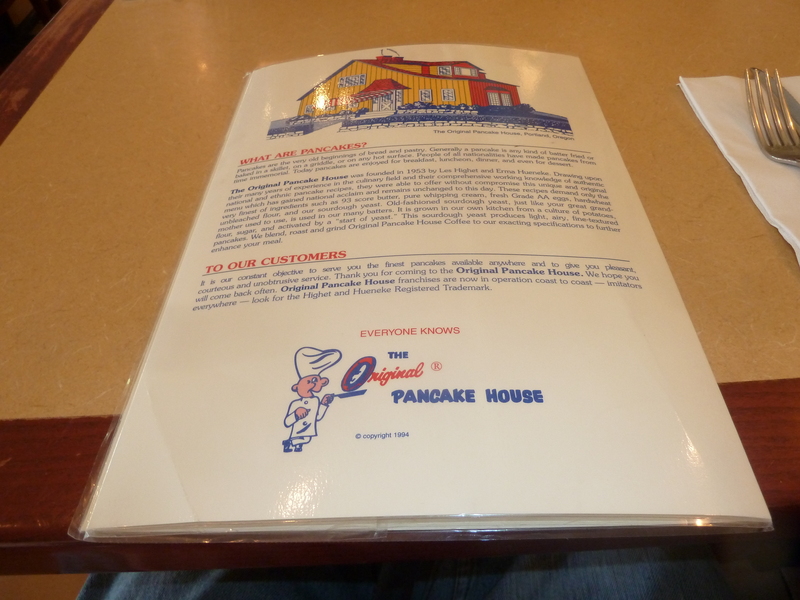 The Original Pancake House, Portland, Oregon
WHAT ARE PANCAKES?
Pancakes are the very old beginnings of bread and pastry. Generally a pancake is any kind of batter fried or
baked in a skillet, on a griddle, or on any hot surface. People of all nationalities have made pancakes from
time immemorial. Today pancakes are enjoyed for breakfast, luncheon, dinner, and even for dessert.
The Original Pancake House was founded in 1953 by Les Highet and Erma Hueneke. Drawing upon
their many years of experience in the culinary field and their comprehensive working knowledge of authentic
national and ethnic pancake recipes, they were able to offer without compromise this unique and original
menu which has gained national acclaim and remains unchanged to this day. These recipes demand only the
very finest of ingredients such as 93 score butter, pure whipping cream, fresh Grade AA eggs, hardwheat
unbleached flour, and our sourdough yeast. Old-fashioned sourdough yeast, just like your great grand-
mother used to use, is used in our many batters. It is grown in our own kitchen from a culture of potatoes,
flour, sugar, and activated by a "start of yeast." This sourdough yeast produces light, airy, fine-textured
pancakes. We blend, roast and grind Original Pancake House Coffee to our exacting specifications to further
enhance your meal.
TO OUR CUSTOMERS
It is our constant objective to serve you the finest pancakes available anywhere and to give you pleasant,
courteous and unobtrusive service. Thank you for coming to the Original Pancake House. We hope you
will come back often. Original Pancake House franchises are now in operation coast to coast — imitators
everywhere — look for the Highet and Hueneke Registered Trademark.
EVERYONE KNOWS
THE
Original ®
PANCAKE HOUSE
© copyright 1994